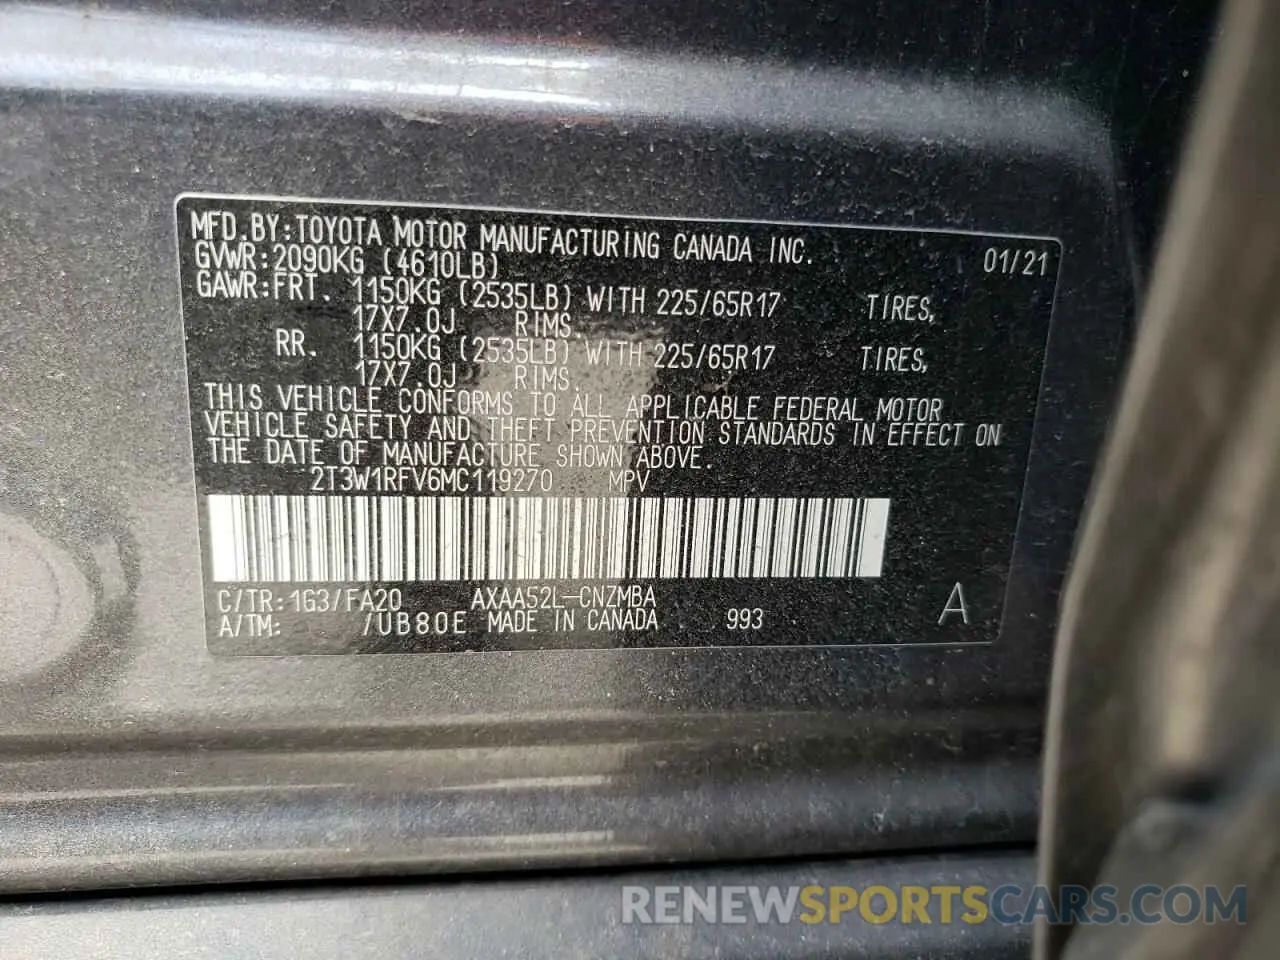 MFD.BY:TOYOTA MOTOR MANUFACTURING CANADA INC. 01/21
GVWR:2090KG (4610LB)
GAWR:FRT. 1150KG (2535LB) WITH 225/65R17 TIRES,
17X7.0J RIMS.
RR. 1150KG (2535LB) WITH 225/65R17 TIRES,
17X7.0J RIMS.
THIS VEHICLE CONFORMS TO ALL APPLICABLE FEDERAL MOTOR
VEHICLE SAFETY AND THEFT PREVENTION STANDARDS IN EFFECT ON
THE DATE OF MANUFACTURE SHOWN ABOVE.
2T3W1RFV6MC119270 MPV
C/TR:1G3/FA20 AXAA52L-CNZMBA
A/TM: /UB80E MADE IN CANADA 993 A
RENEWSPORTSCARS.COM